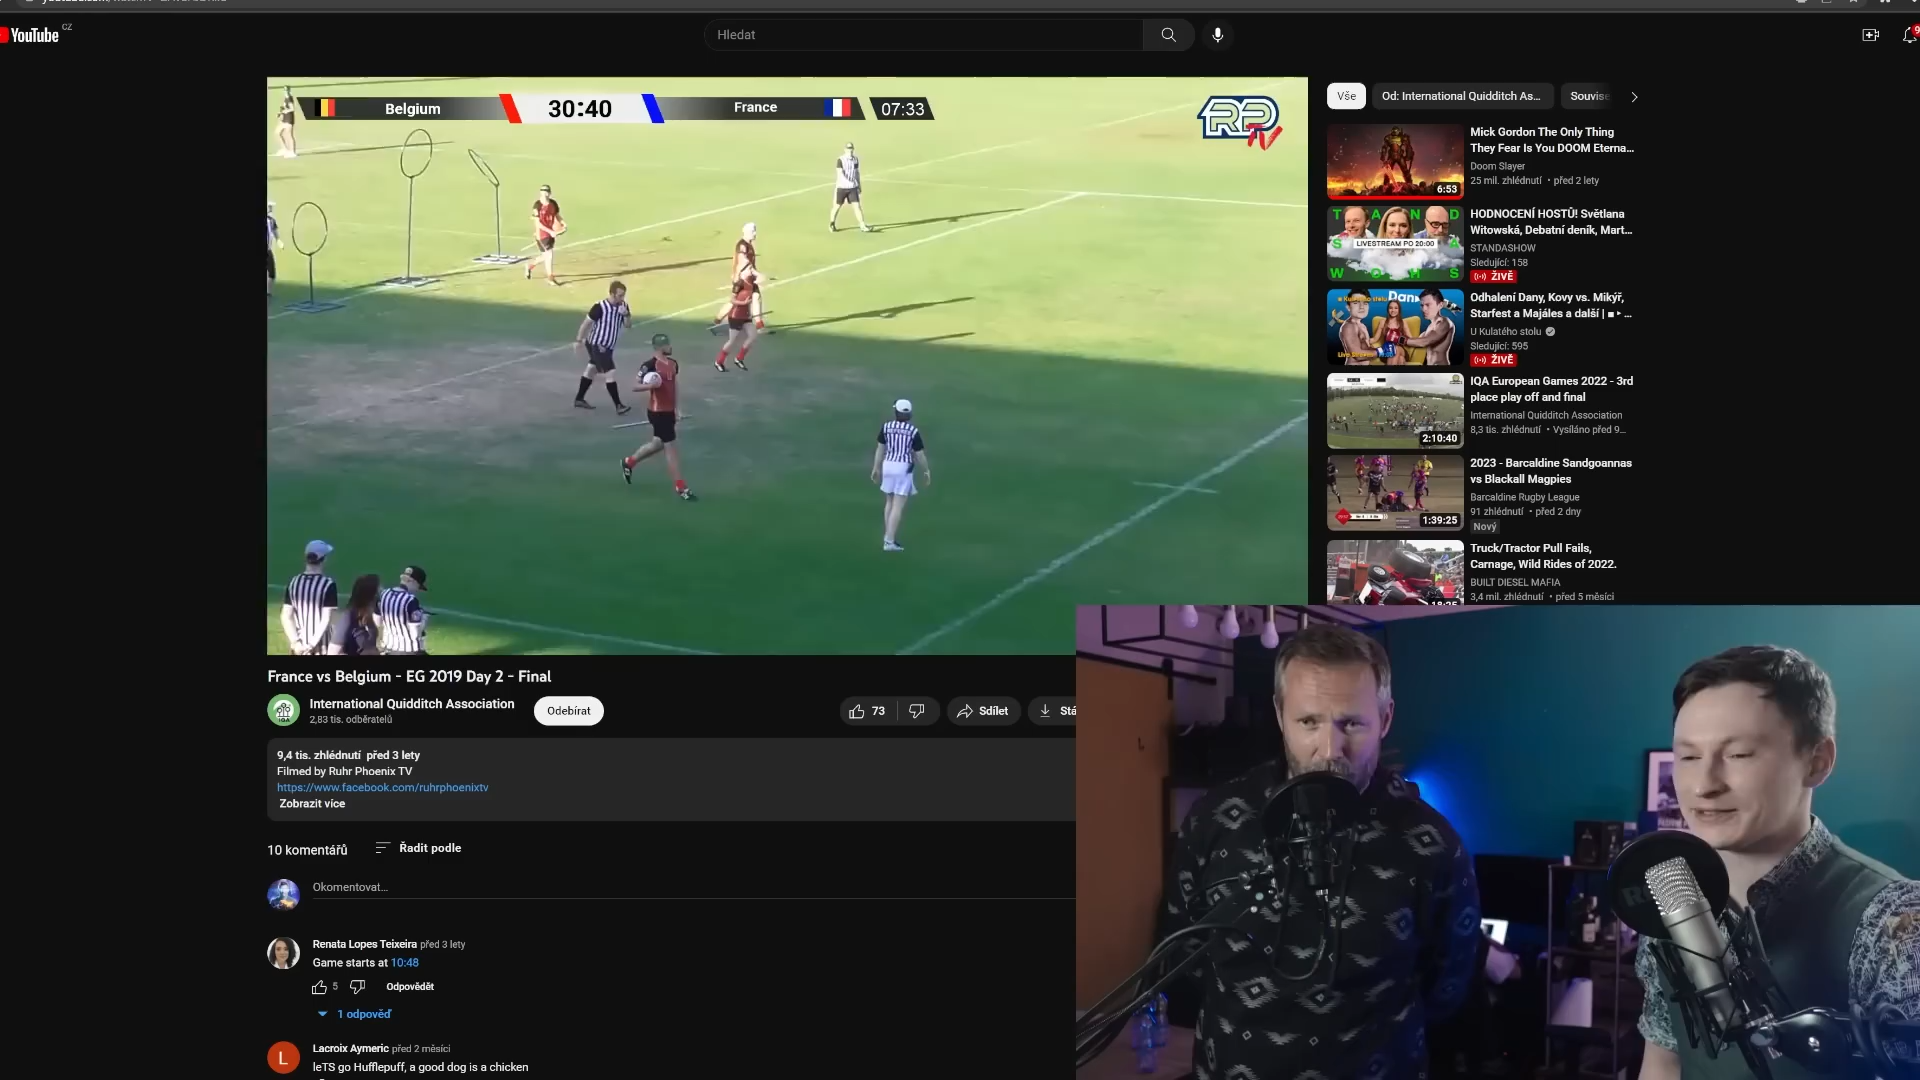 YouTube CZ
Hledat
9
Belgium
30:40
France
07:33
RP TV
REFEREE
Vše
Od: International Quidditch As...
Souvise
Mick Gordon The Only Thing
They Fear Is You DOOM Eterna...
Doom Slayer
25 mil. zhlédnutí • před 2 lety
6:53
HODNOCENÍ HOSTŮ! Světlana
Witowská, Debatní deník, Mart...
STANDASHOW
Sledující: 158
ŽIVĚ
T A N D
LIVESTREAM PO 20:00
W O H S
Odhalení Dany, Kovy vs. Mikýř,
Starfest a Majáles a další | ■ ‣ ...
U Kulatého stolu
Sledující: 595
ŽIVĚ
IQA European Games 2022 - 3rd
place play off and final
International Quidditch Association
8,3 tis. zhlédnutí • Vysíláno před 9...
2:10:40
2023 - Barcaldine Sandgoannas
vs Blackall Magpies
Barcaldine Rugby League
91 zhlédnutí • před 2 dny
Nový
1:39:25
Truck/Tractor Pull Fails,
Carnage, Wild Rides of 2022.
BUILT DIESEL MAFIA
3,4 mil. zhlédnutí • před 5 měsíci
France vs Belgium - EG 2019 Day 2 - Final
International Quidditch Association
2,83 tis. odběratelů
Odebírat
73
Sdílet
Stá
9,4 tis. zhlédnutí před 3 lety
Filmed by Ruhr Phoenix TV
https://www.facebook.com/ruhrphoenixtv
Zobrazit více
10 komentářů
Řadit podle
Okomentovat...
Renata Lopes Teixeira před 3 lety
Game starts at 10:48
5
Odpovědět
1 odpověď
L
Lacroix Aymeric před 2 měsíci
leTS go Hufflepuff, a good dog is a chicken